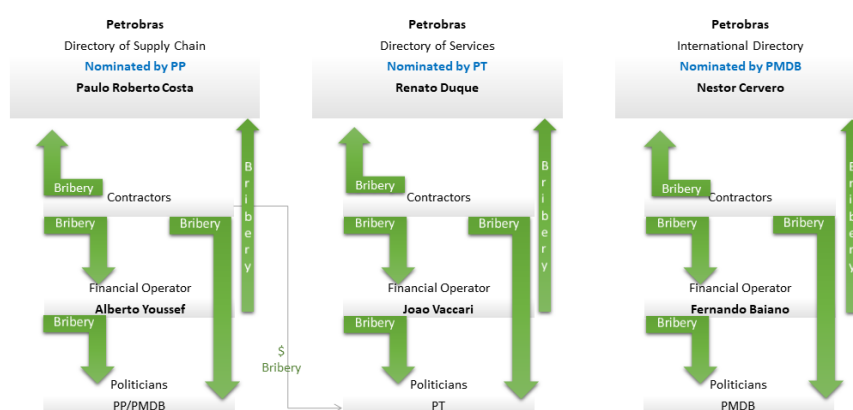 Petrobras
Directory of Supply Chain
Nominated by PP
Paulo Roberto Costa
Bribery
Contractors
Bribery
Bribery
Bribery
Financial Operator
Alberto Youssef
Bribery
Politicians
PP/PMDB
$
Bribery
Petrobras
Directory of Services
Nominated by PT
Renato Duque
Bribery
Contractors
Bribery
Bribery
Bribery
Financial Operator
Joao Vaccari
Bribery
Politicians
PT
Petrobras
International Directory
Nominated by PMDB
Nestor Cervero
Bribery
Contractors
Bribery
Bribery
Bribery
Financial Operator
Fernando Baiano
Bribery
Politicians
PMDB